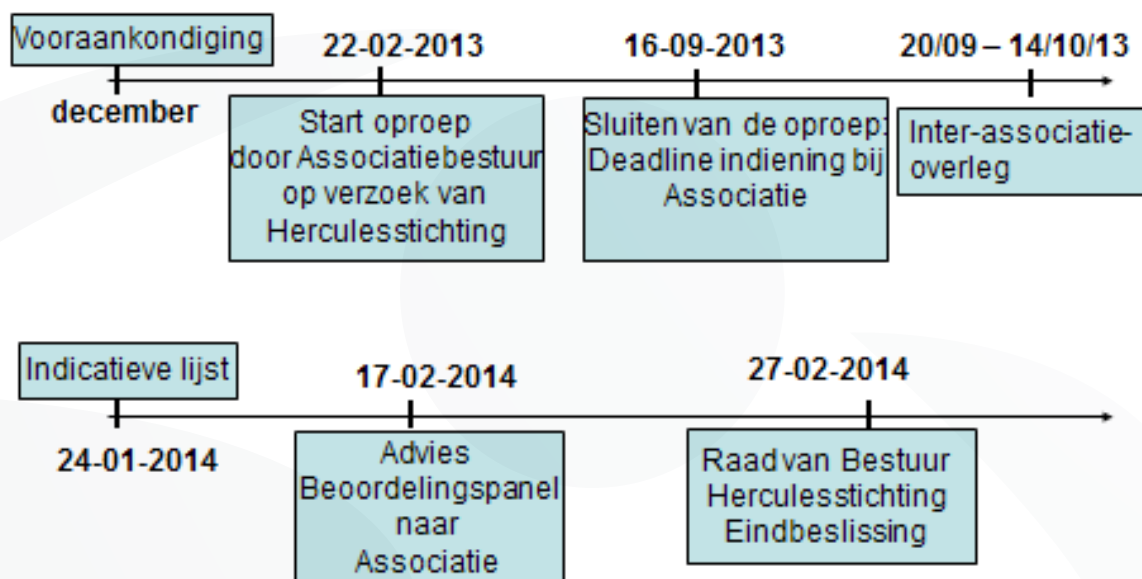 Vooraankondiging
december
22-02-2013
Start oproep
door Associatiebestuur
op verzoek van
Herculesstichting
16-09-2013
Sluiten van de oproep:
Deadline indiening bij
Associatie
20/09 – 14/10/13
Inter-associatie-
overleg
Indicatieve lijst
24-01-2014
17-02-2014
Advies
Beoordelingspanel
naar
Associatie
27-02-2014
Raad van Bestuur
Herculesstichting
Eindbeslissing